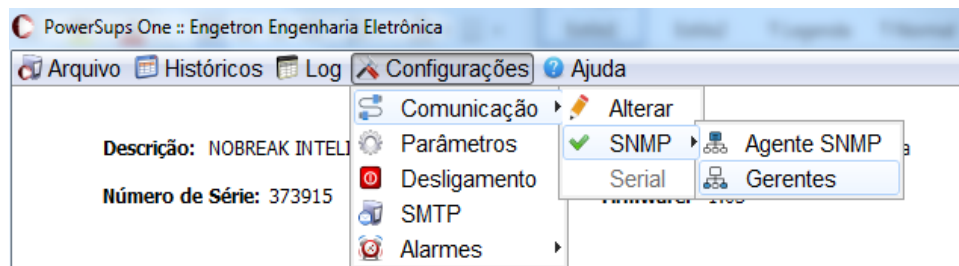 PowerSups One :: Engetron Engenharia Eletrônica
Arquivo Históricos Log Configurações Ajuda
Comunicação Alterar
Descrição: NOBREAK INTELI Parâmetros SNMP Agente SNMP a
Número de Série: 373915 Desligamento Serial Gerentes
SMTP
Alarmes